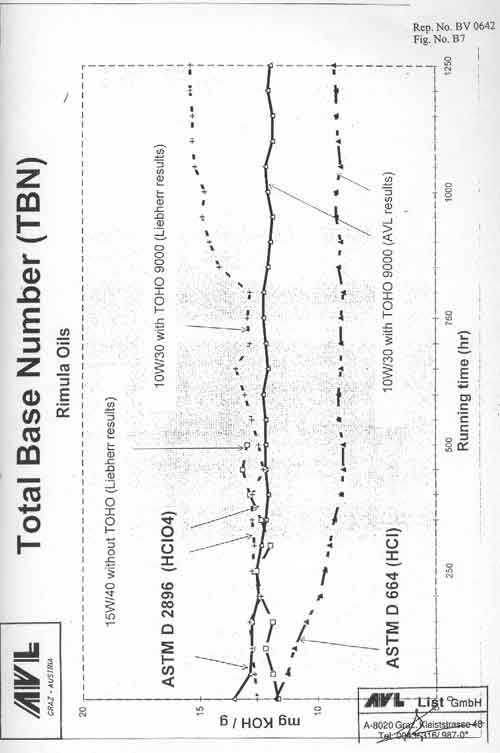 Rep. No. BV 0642
Fig. No. B7
Total Base Number (TBN)
Rimula Oils
15W/40 without TOHO (Liebherr results)
10W/30 with TOHO 9000 (Liebherr results)
ASTM D 2896 (HClO4)
10W/30 with TOHO 9000 (AVL results)
ASTM D 664 (HCl)
20
15
10
5
0
mg KOH / g
250
500
750
1000
1250
Running time (hr)
AVL
GRAZ - AUSTRIA
AVL List GmbH
A-8020 Graz, Kleiststrasse 48
Tel: